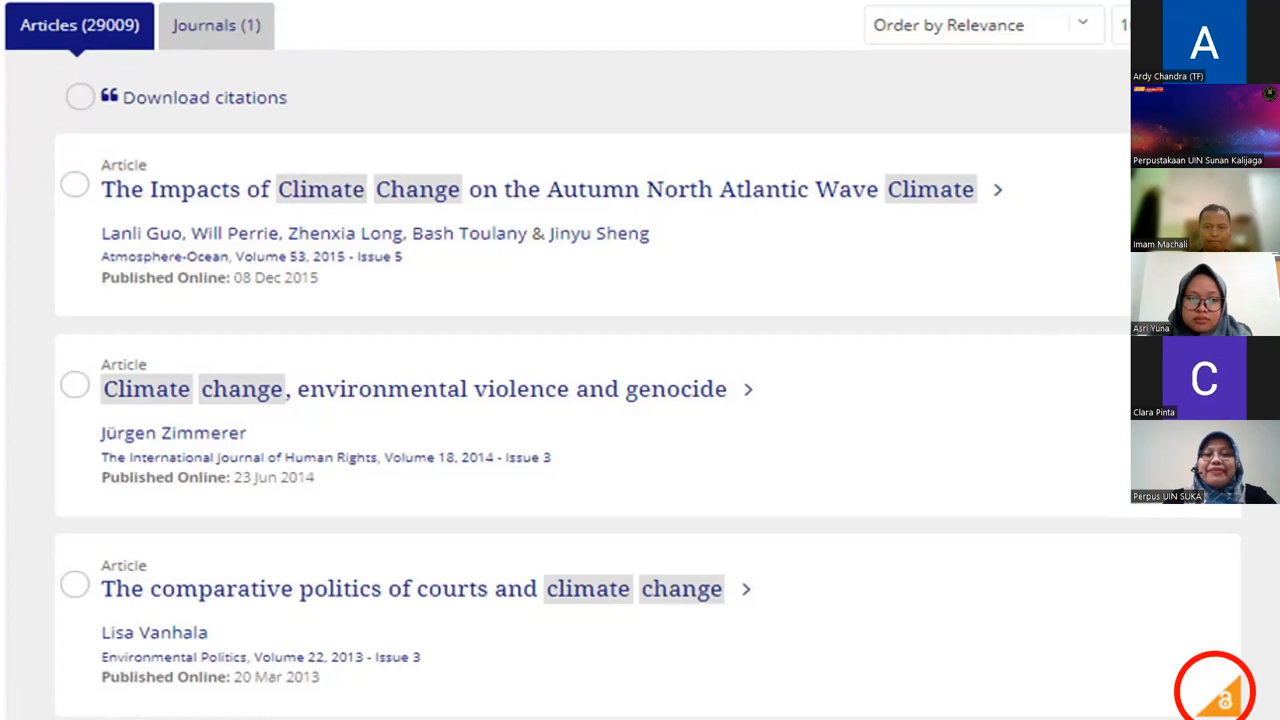 Articles (29009)
Journals (1)
Order by Relevance
Download citations
Article
The Impacts of Climate Change on the Autumn North Atlantic Wave Climate
Lanli Guo, Will Perrie, Zhenxia Long, Bash Toulany & Jinyu Sheng
Atmosphere-Ocean, Volume 53, 2015 - Issue 5
Published Online: 08 Dec 2015
Article
Climate change, environmental violence and genocide
Jürgen Zimmerer
The International Journal of Human Rights, Volume 18, 2014 - Issue 3
Published Online: 23 Jun 2014
Article
The comparative politics of courts and climate change
Lisa Vanhala
Environmental Politics, Volume 22, 2013 - Issue 3
Published Online: 20 Mar 2013
A
Ardy Chandra (TF)
Perpustakaan UIN Sunan Kalijaga
Imam Machali
Asri Yuna
C
Clara Pinta
Perpus UIN SUKA